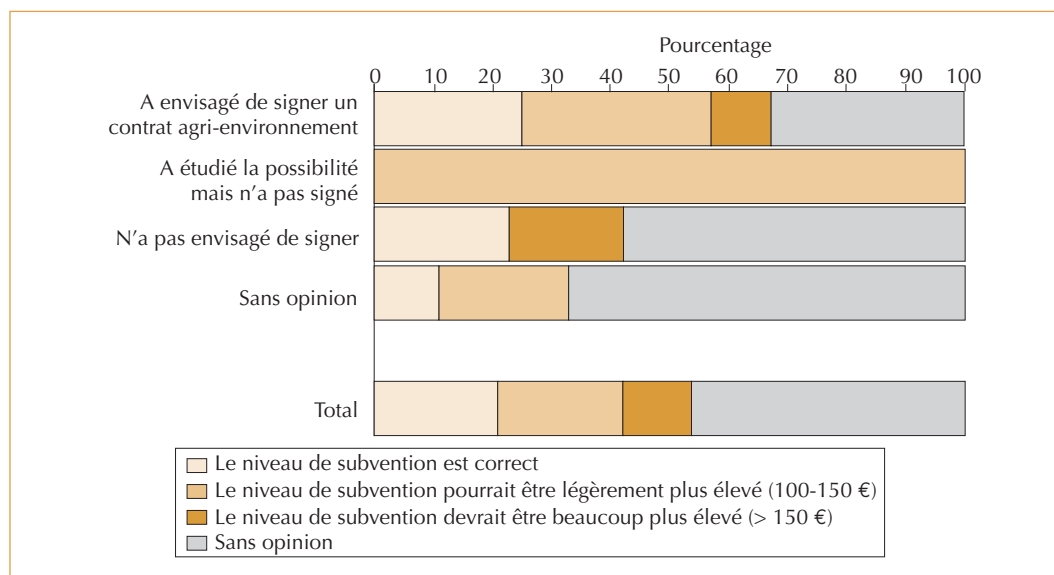 Pourcentage
0 10 20 30 40 50 60 70 80 90 100
A envisagé de signer un
contrat agri-environnement
A étudié la possibilité
mais n'a pas signé
N'a pas envisagé de signer
Sans opinion
Total
Le niveau de subvention est correct
Le niveau de subvention pourrait être légèrement plus élevé (100-150 €)
Le niveau de subvention devrait être beaucoup plus élevé (> 150 €)
Sans opinion